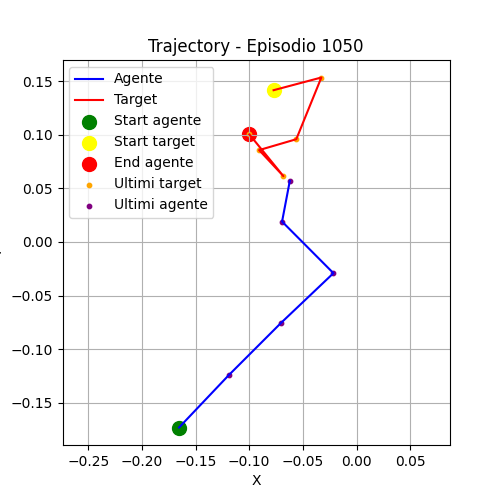 Trajectory - Episodio 1050
Agente
Target
Start agente
Start target
End agente
Ultimi target
Ultimi agente
0.15
0.10
0.05
0.00
−0.05
−0.10
−0.15
−0.25
−0.20
−0.15
−0.10
−0.05
0.00
0.05
X